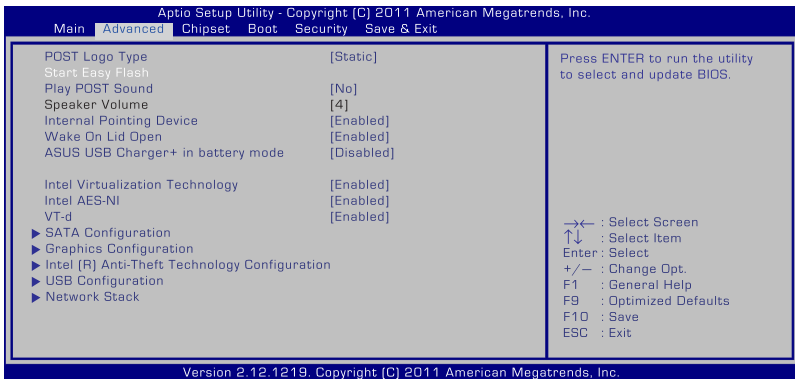 Aptio Setup Utility - Copyright (C) 2011 American Megatrends, Inc.
Main Advanced Chipset Boot Security Save & Exit
POST Logo Type [Static]
Start Easy Flash
Play POST Sound [No]
Speaker Volume [4]
Internal Pointing Device [Enabled]
Wake On Lid Open [Enabled]
ASUS USB Charger+ in battery mode [Disabled]
Intel Virtualization Technology [Enabled]
Intel AES-NI [Enabled]
VT-d [Enabled]
▶ SATA Configuration
▶ Graphics Configuration
▶ Intel (R) Anti-Theft Technology Configuration
▶ USB Configuration
▶ Network Stack
Press ENTER to run the utility
to select and update BIOS.
→← : Select Screen
↑↓ : Select Item
Enter : Select
+/− : Change Opt.
F1 : General Help
F9 : Optimized Defaults
F10 : Save
ESC : Exit
Version 2.12.1219. Copyright (C) 2011 American Megatrends, Inc.